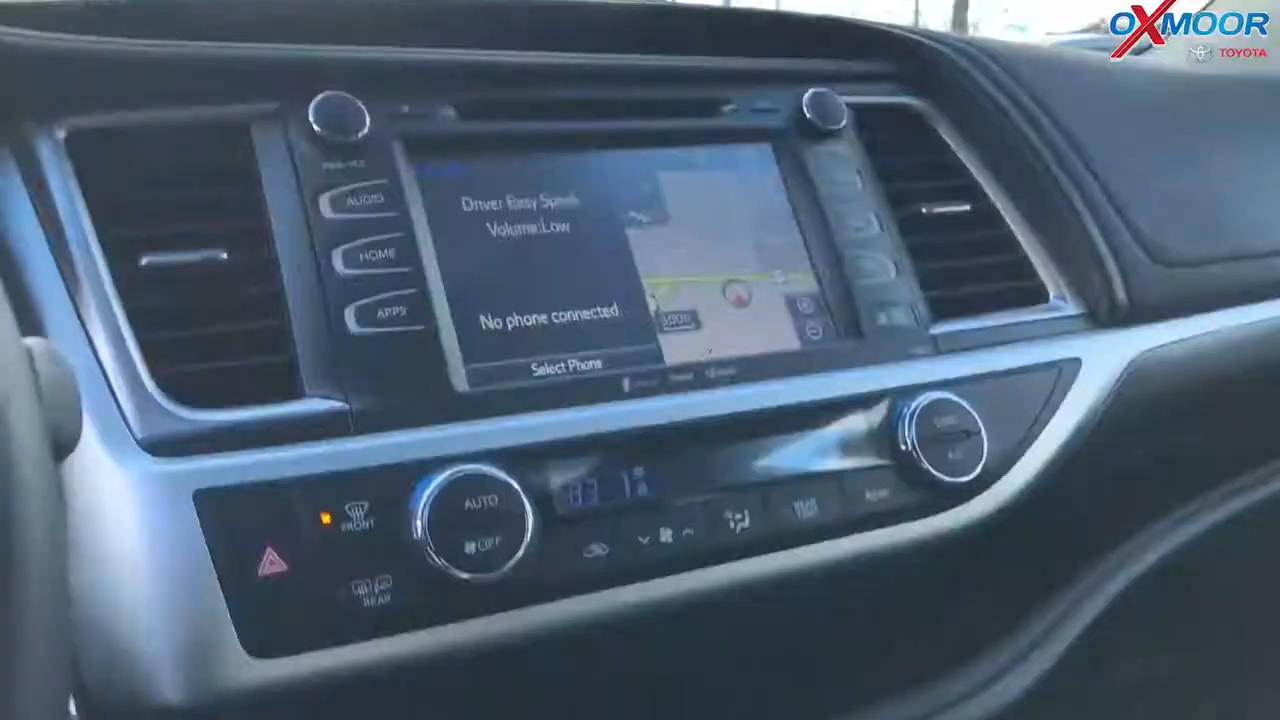 OXMOOR
TOYOTA
AUDIO
HOME
APPS
Driver Easy Speak
Volume:Low
No phone connected
Select Phone
300ft
AUTO
OFF
FRONT
REAR